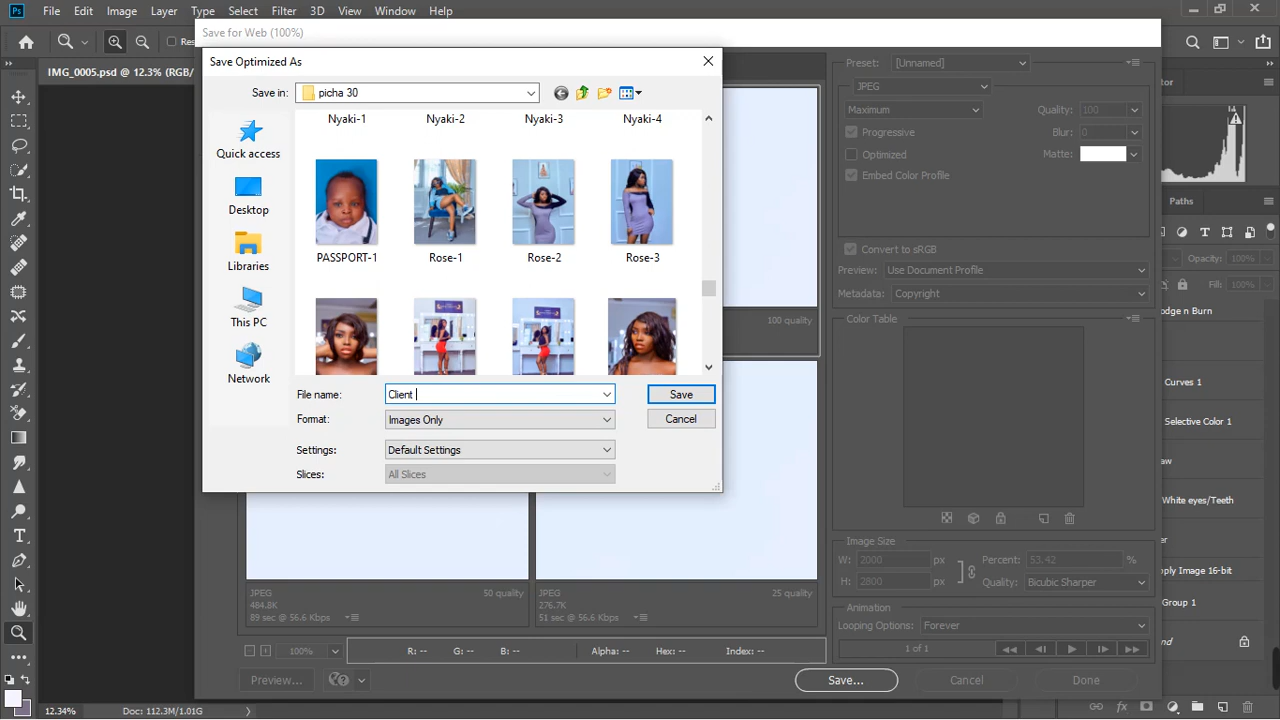 Ps File Edit Image Layer Type Select Filter 3D View Window Help
IMG_0005.psd @ 12.3% (RGB/
Save for Web (100%)
Save Optimized As
Save in: picha 30
Nyaki-1 Nyaki-2 Nyaki-3 Nyaki-4
Quick access
Desktop
Libraries
This PC
Network
PASSPORT-1 Rose-1 Rose-2 Rose-3
File name: Client
Save
Format: Images Only
Cancel
Settings: Default Settings
Slices: All Slices
Preset: [Unnamed]
JPEG
Maximum Quality: 100
Progressive Blur: 0
Optimized Matte:
Embed Color Profile
Convert to sRGB
Preview: Use Document Profile
Metadata: Copyright
Color Table
100 quality
Image Size
W: 2000 px Percent: 53.42 %
H: 2800 px Quality: Bicubic Sharper
Animation
Looping Options: Forever
1 of 1
JPEG 50 quality
484.8K
89 sec @ 56.6 Kbps
JPEG 25 quality
276.7K
51 sec @ 56.6 Kbps
100% R: -- G: -- B: -- Alpha: -- Hex: -- Index: --
Preview... Save... Cancel Done
Paths
Opacity: 100%
Fill: 100%
Curves 1
Selective Color 1
White eyes/Teeth
Group 1
12.34% Doc: 112.3M/1.01G